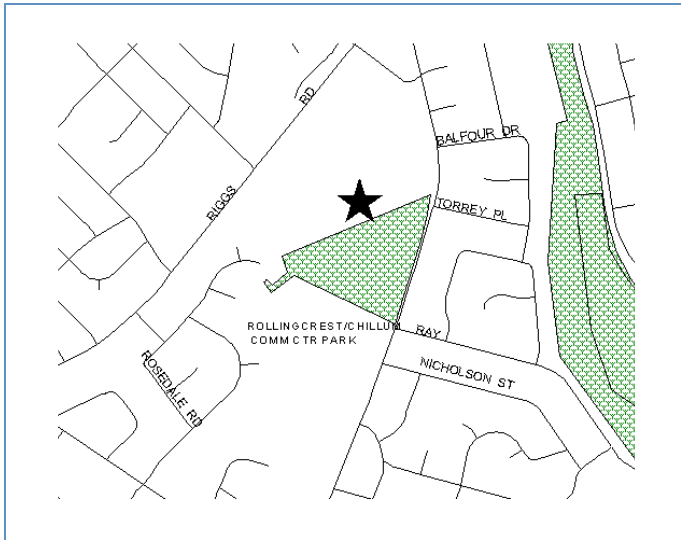 RD
BALFOUR DR
RIGGS
TORREY PL
ROLLINGCREST/CHILLUM
COMM CTR PARK
RAY
NICHOLSON ST
ROSEDALE RD